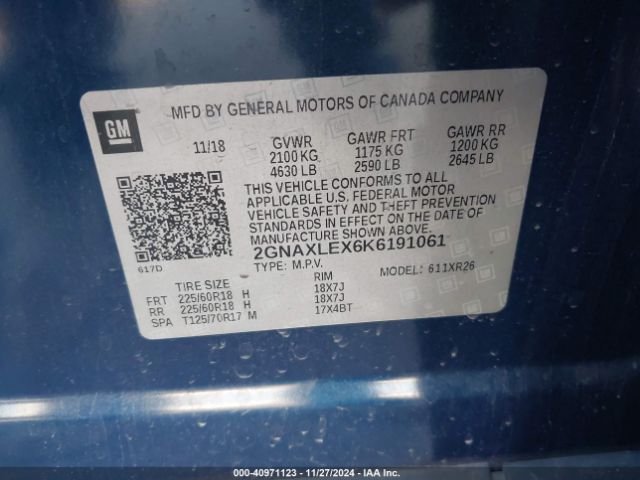 MFD BY GENERAL MOTORS OF CANADA COMPANY
GM
11/18 GVWR GAWR FRT GAWR RR
2100 KG 1175 KG 1200 KG
4630 LB 2590 LB 2645 LB
THIS VEHICLE CONFORMS TO ALL
APPLICABLE U.S. FEDERAL MOTOR
VEHICLE SAFETY AND THEFT PREVENTION
STANDARDS IN EFFECT ON THE DATE OF
MANUFACTURE SHOWN ABOVE.
2GNAXLEX6K6191061
617D
TYPE: M.P.V. MODEL: 611XR26
RIM
FRT 225/60R18 H 18X7J
RR 225/60R18 H 18X7J
SPA T125/70R17 M 17X4BT
000-40971123 - 11/27/2024 - IAA Inc.